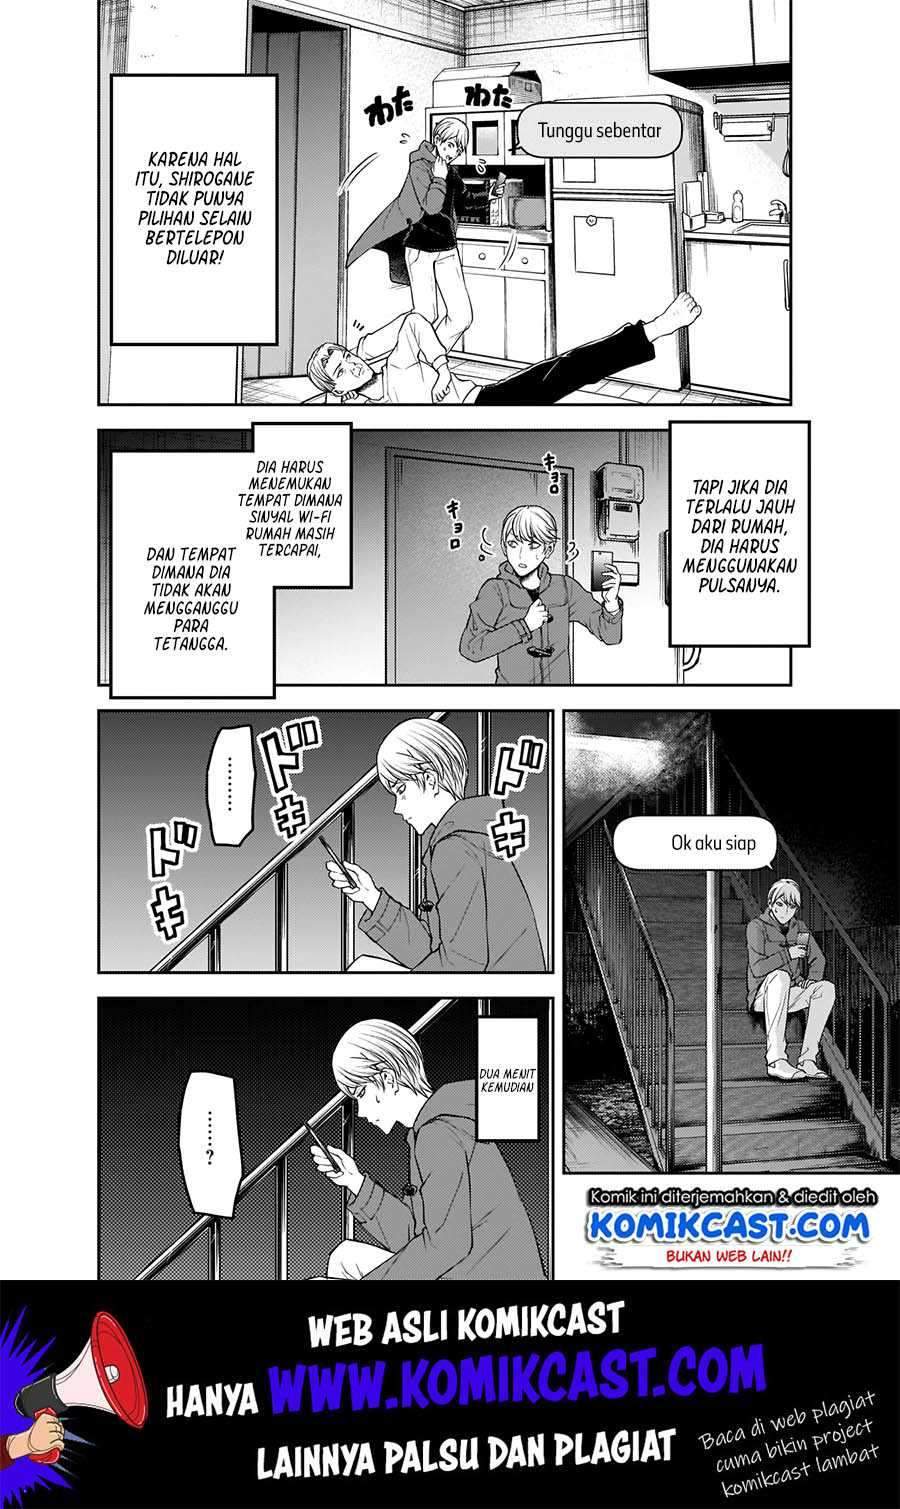 わた
わた
Tunggu sebentar
KARENA HAL
ITU, SHIROGANE
TIDAK PUNYA
PILIHAN SELAIN
BERTELEPON
DILUAR!
TAPI JIKA DIA
TERLALU JAUH
DARI RUMAH,
DIA HARUS
MENGGUNAKAN
PULSANYA.
キョロ
キョロ
DIA HARUS
MENEMUKAN
TEMPAT DIMANA
SINYAL WI-FI
RUMAH MASIH
TERCAPAI,
DAN TEMPAT
DIMANA DIA
TIDAK AKAN
MENGGANGGU
PARA
TETANGGA.
Ok aku siap
ドキ
ドキ
ドキ
.........
DUA MENIT
KEMUDIAN
......?
Komik ini diterjemahkan & diedit oleh
KOMIKCAST.COM
BUKAN WEB LAIN!!
WEB ASLI KOMIKCAST
HANYA WWW.KOMIKCAST.COM
LAINNYA PALSU DAN PLAGIAT
Baca di web plagiat
cuma bikin project
komikcast lambat